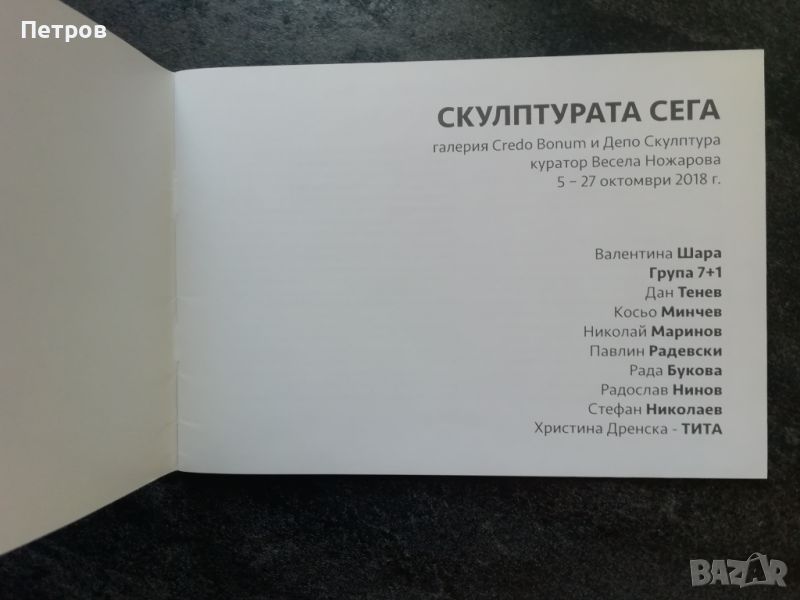 Петров
СКУЛПТУРАТА СЕГА
галерия Credo Bonum и Депо Скулптура
куратор Весела Ножарова
5 – 27 октомври 2018 г.
Валентина Шара
Група 7+1
Дан Тенев
Косьо Минчев
Николай Маринов
Павлин Радевски
Рада Букова
Радослав Нинов
Стефан Николаев
Христина Дренска - ТИТА
BAZAR